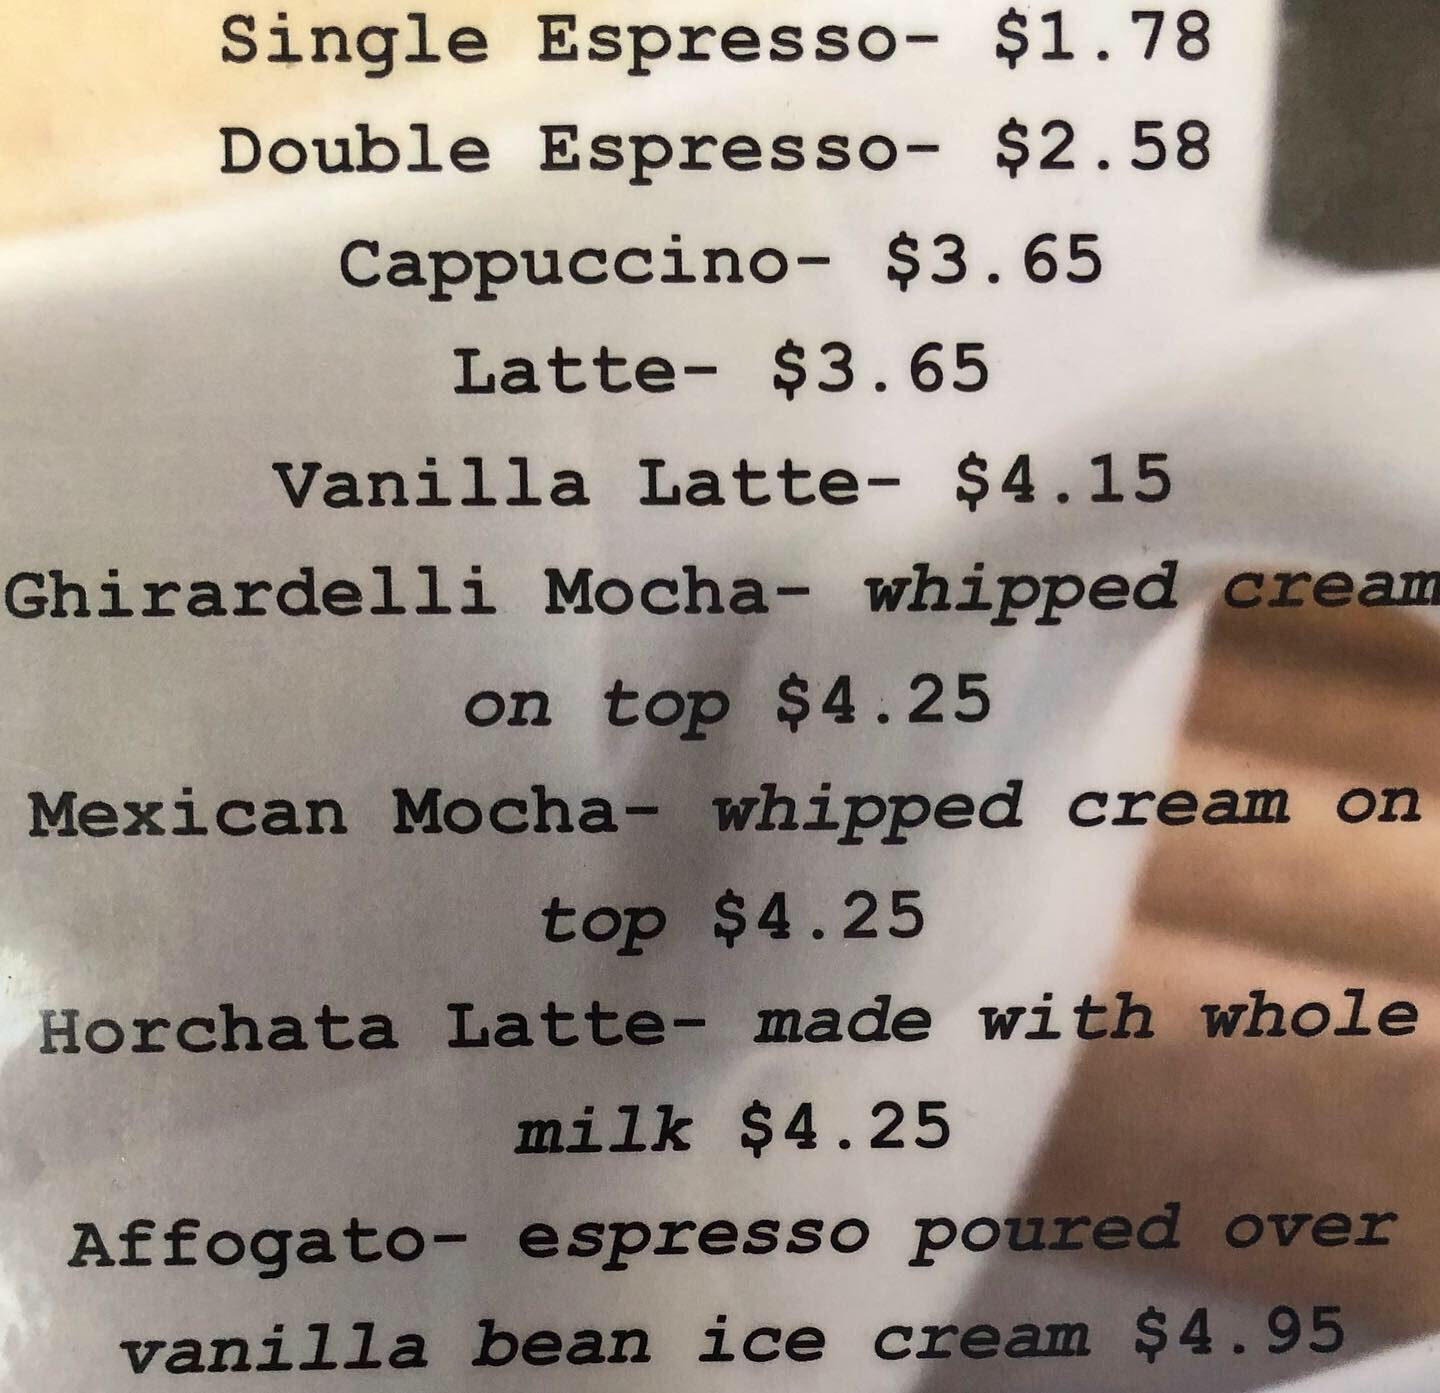 Single Espresso- $1.78
Double Espresso- $2.58
Cappuccino- $3.65
Latte- $3.65
Vanilla Latte- $4.15
Ghirardelli Mocha- whipped cream
on top $4.25
Mexican Mocha- whipped cream on
top $4.25
Horchata Latte- made with whole
milk $4.25
Affogato- espresso poured over
vanilla bean ice cream $4.95